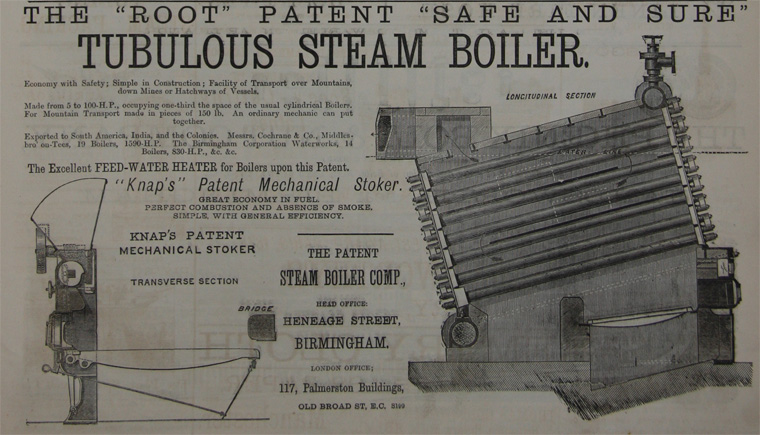 THE "ROOT" PATENT "SAFE AND SURE"
TUBULOUS STEAM BOILER.
Economy with Safety; Simple in Construction; Facility of Transport over Mountains,
down Mines or Hatchways of Vessels.
Made from 5 to 100-H.P., occupying one-third the space of the usual cylindrical Boilers.
For Mountain Transport made in pieces of 150 lb. An ordinary mechanic can put
together.
Exported to South America, India, and the Colonies. Messrs. Cochrane & Co., Middles-
bro'-on-Tees, 19 Boilers, 1590-H.P. The Birmingham Corporation Waterworks, 14
Boilers, 830-H.P., &c. &c.
The Excellent FEED-WATER HEATER for Boilers upon this Patent.
"Knap's" Patent Mechanical Stoker.
GREAT ECONOMY IN FUEL.
PERFECT COMBUSTION AND ABSENCE OF SMOKE.
SIMPLE, WITH GENERAL EFFICIENCY.
KNAP'S PATENT
MECHANICAL STOKER
TRANSVERSE SECTION
BRIDGE
THE PATENT
STEAM BOILER COMP.,
HEAD OFFICE:
HENEAGE STREET,
BIRMINGHAM.
LONDON OFFICE;
117, Palmerston Buildings,
OLD BROAD ST, E.C. 5199
LONGITUDINAL SECTION
WATER LINE